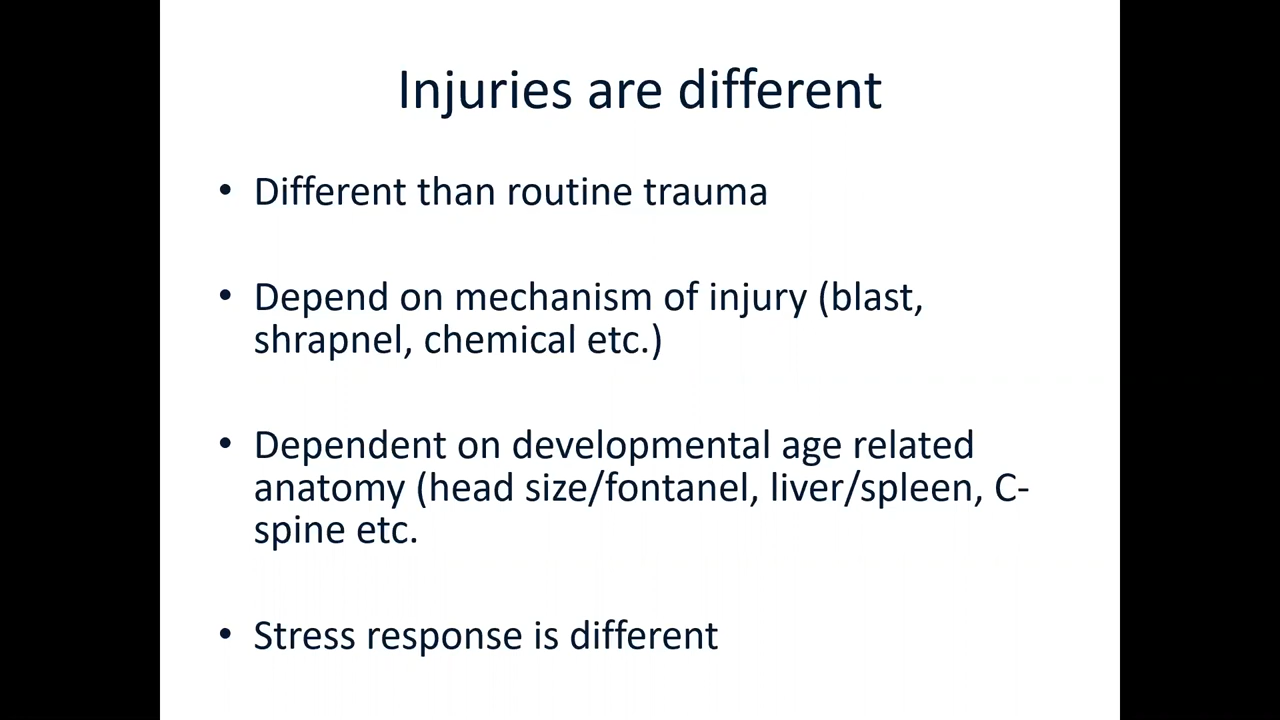 Injuries are different
• Different than routine trauma
• Depend on mechanism of injury (blast,
shrapnel, chemical etc.)
• Dependent on developmental age related
anatomy (head size/fontanel, liver/spleen, C-
spine etc.
• Stress response is different